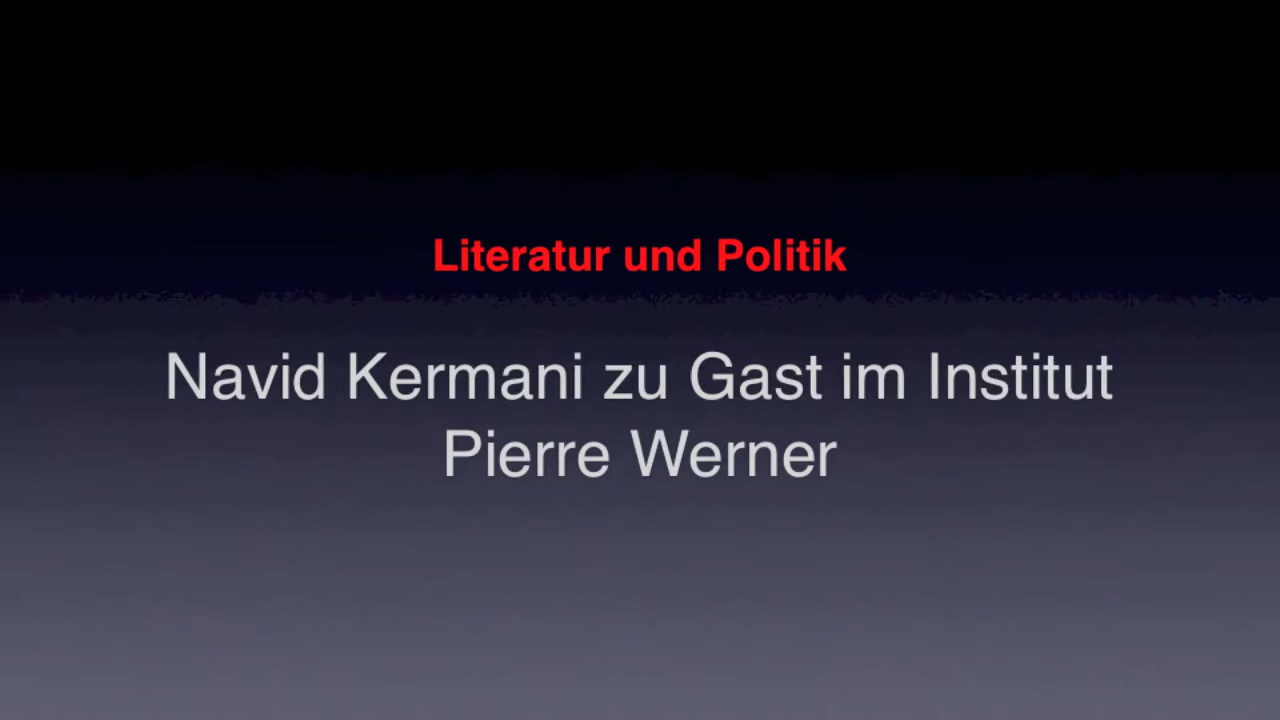 Literatur und Politik
Navid Kermani zu Gast im Institut
Pierre Werner